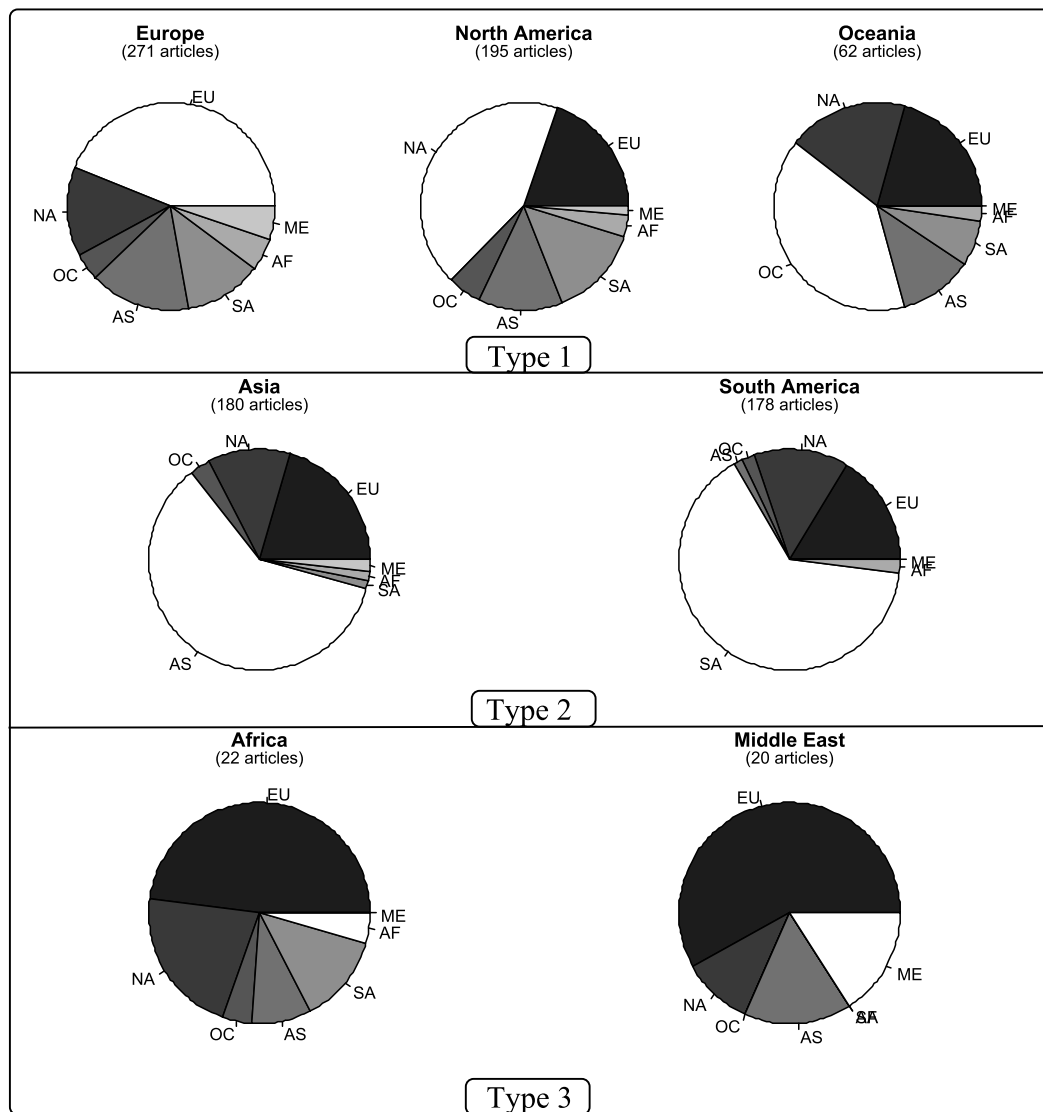 Europe
(271 articles)
North America
(195 articles)
Oceania
(62 articles)
EU
NA
OC
AS
SA
AF
ME
NA
EU
ME
AF
SA
AS
OC
NA
EU
ME
AF
SA
AS
OC
Type 1
Asia
(180 articles)
South America
(178 articles)
OC
NA
EU
ME
AF
SA
AS
AS
OC
NA
EU
ME
AF
SA
Type 2
Africa
(22 articles)
Middle East
(20 articles)
EU
ME
AF
SA
AS
OC
NA
EU
ME
SA
AF
AS
OC
NA
Type 3